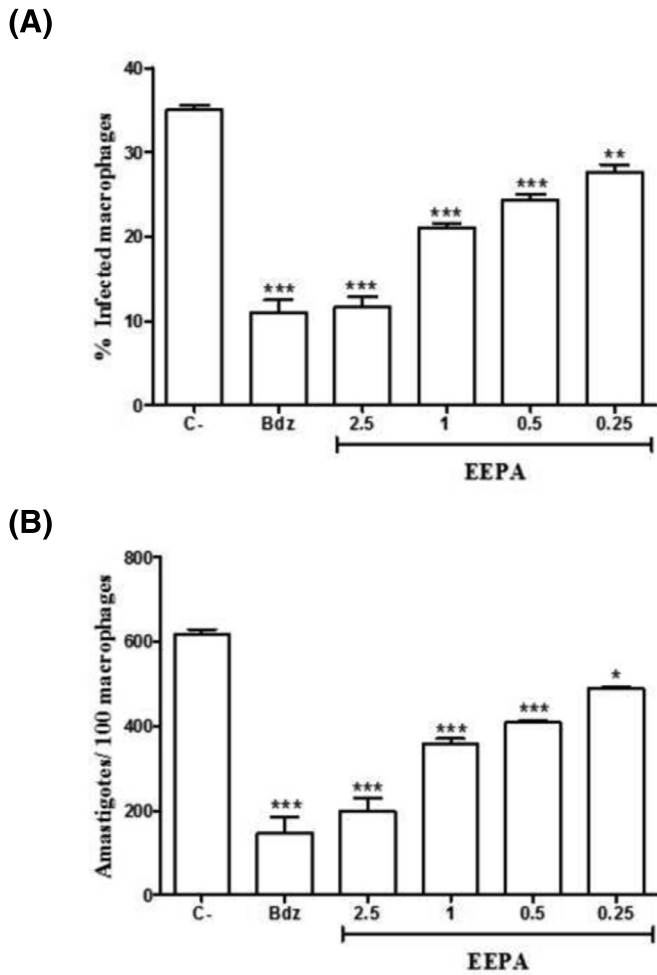 (A)
% Infected macrophages
40
30
20
10
0
***
***
***
***
**
C- Bdz 2.5 1 0.5 0.25
EEPA
(B)
Amastigotes/ 100 macrophages
800
600
400
200
0
***
***
***
***
*
C- Bdz 2.5 1 0.5 0.25
EEPA